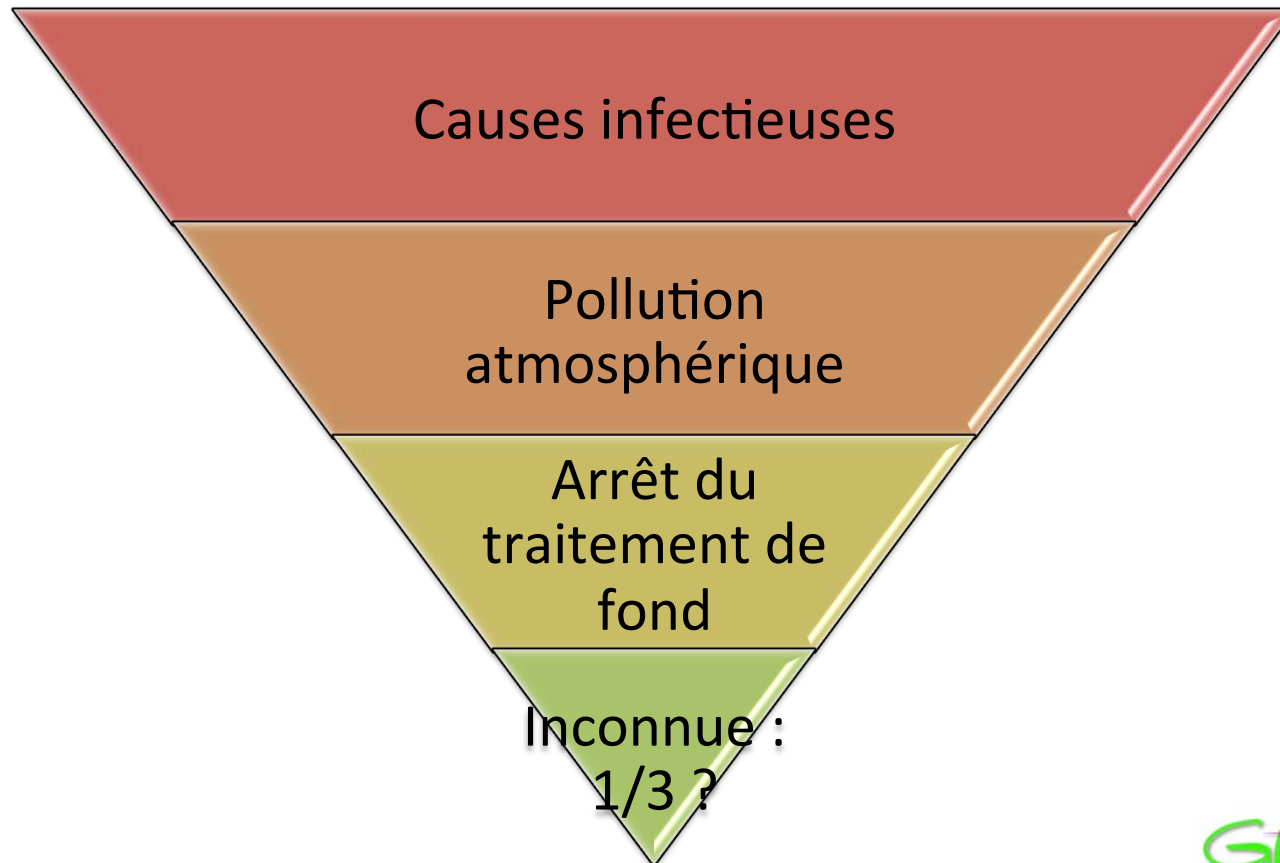 Causes infectieuses
Pollution
atmosphérique
Arrêt du
traitement de
fond
Inconnue :
1/3 ?